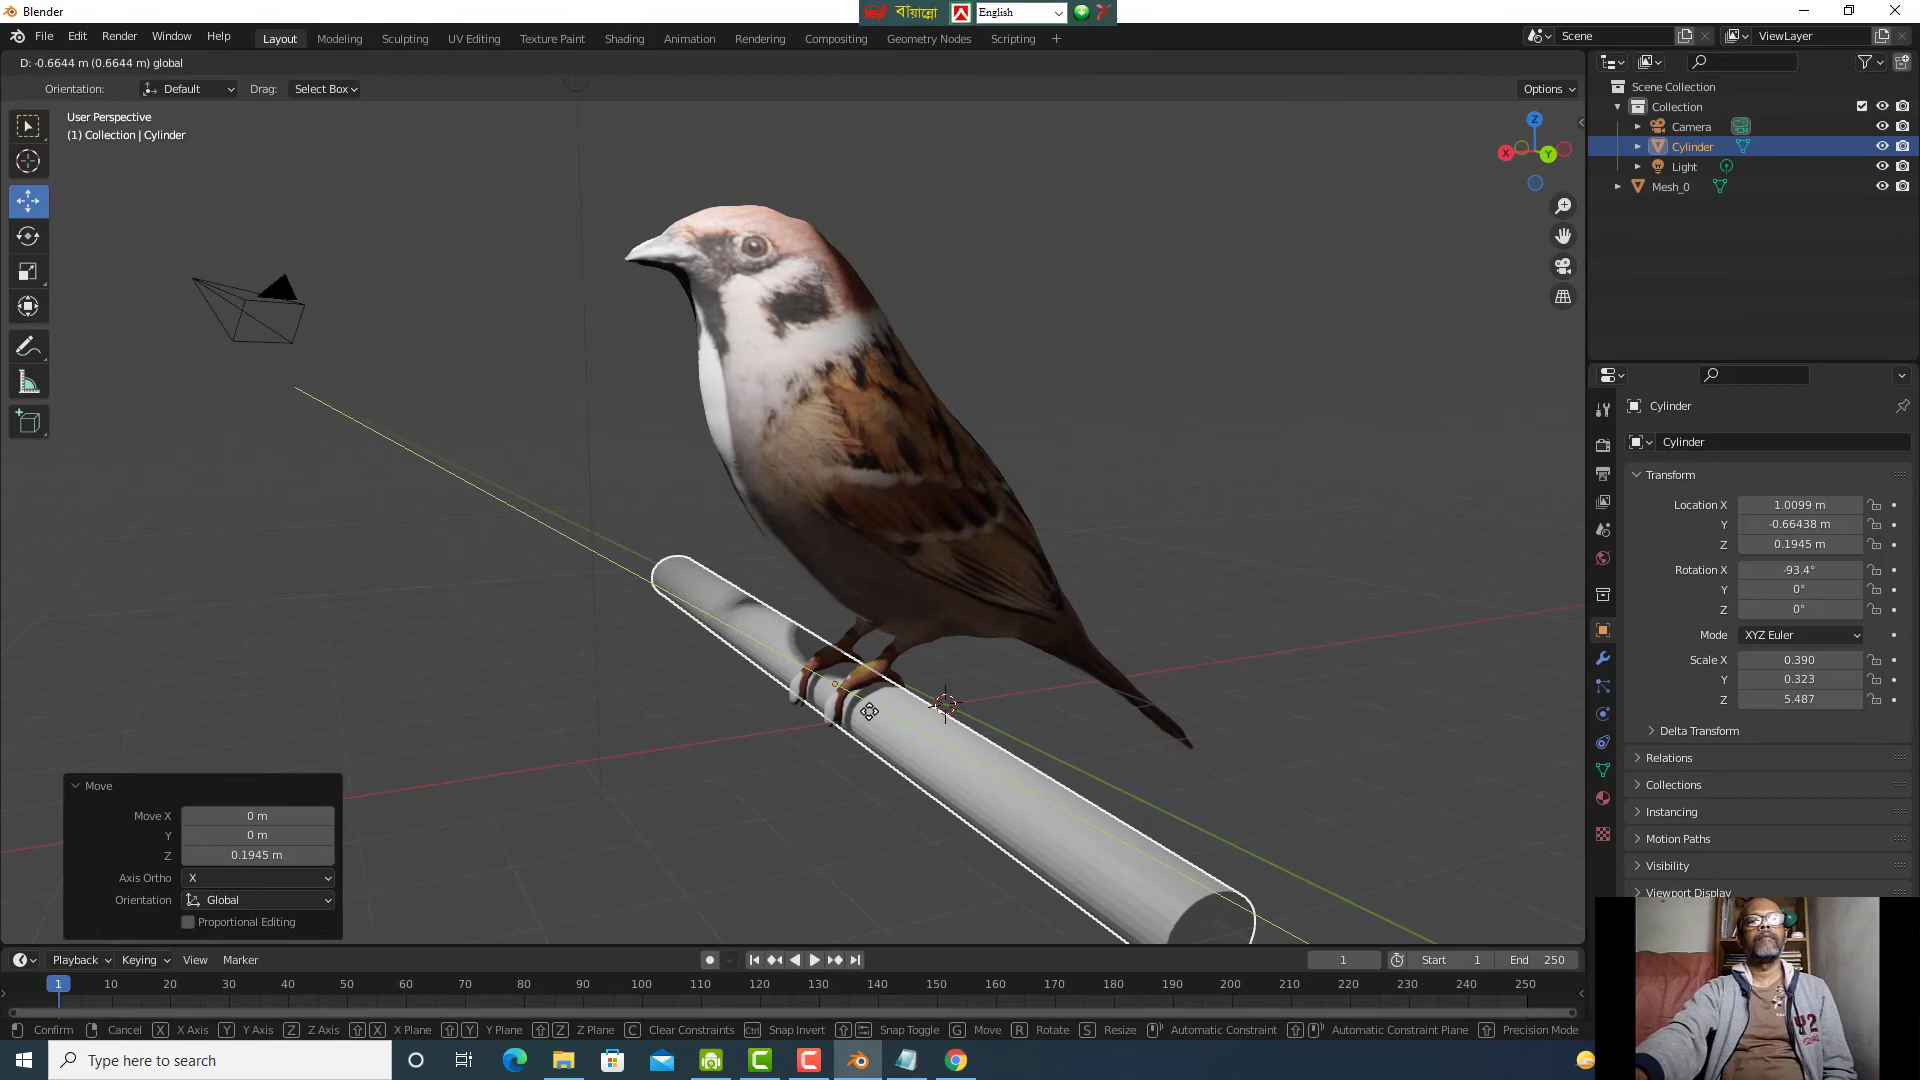 Blender
বায়ান্নো
English
File Edit Render Window Help
Layout Modeling Sculpting UV Editing Texture Paint Shading Animation Rendering Compositing Geometry Nodes Scripting +
Scene
ViewLayer
D: -0.6644 m (0.6644 m) global
Orientation: Default Drag: Select Box
Options
User Perspective
(1) Collection | Cylinder
Z
X
Y
Scene Collection
Collection
Camera
Cylinder
Light
Mesh_0
Cylinder
Cylinder
Transform
Location X 1.0099 m
Y -0.66438 m
Z 0.1945 m
Rotation X -93.4°
Y 0°
Z 0°
Mode XYZ Euler
Scale X 0.390
Y 0.323
Z 5.487
Delta Transform
Relations
Collections
Instancing
Motion Paths
Visibility
Viewport Display
Move
Move X 0 m
Y 0 m
Z 0.1945 m
Axis Ortho X
Orientation Global
Proportional Editing
Playback Keying View Marker
1 Start 1 End 250
1 10 20 30 40 50 60 70 80 90 100 110 120 130 140 150 160 170 180 190 200 210 220 230 240 250
Confirm Cancel X X Axis Y Y Axis Z Z Axis X X Plane Y Y Plane Z Z Plane C Clear Constraints Ctrl Snap Invert Snap Toggle G Move R Rotate S Resize Automatic Constraint Automatic Constraint Plane Precision Mode
Type here to search